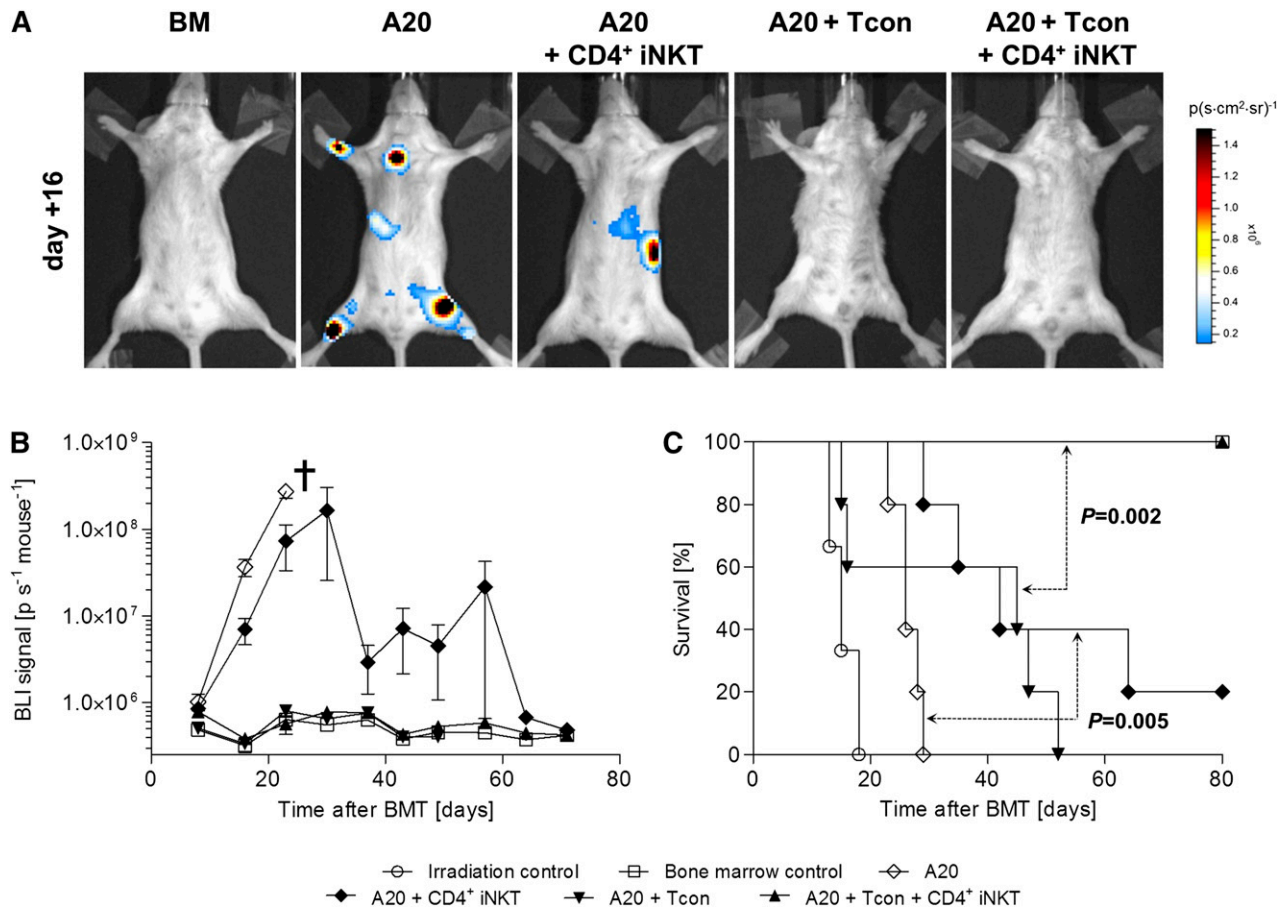 A
BM
A20
A20
+ CD4⁺ iNKT
A20 + Tcon
A20 + Tcon
+ CD4⁺ iNKT
day +16
p(s·cm²·sr)⁻¹
1.4
1.2
1.0
0.8
0.6
0.4
0.2
x10⁶
B
BLI signal [p s⁻¹ mouse⁻¹]
1.0×10⁹
1.0×10⁸
1.0×10⁷
1.0×10⁶
†
0
20
40
60
80
Time after BMT [days]
C
Survival [%]
100
80
60
40
20
0
P=0.002
P=0.005
0
20
40
60
80
Time after BMT [days]
Irradiation control
Bone marrow control
A20
A20 + CD4⁺ iNKT
A20 + Tcon
A20 + Tcon + CD4⁺ iNKT